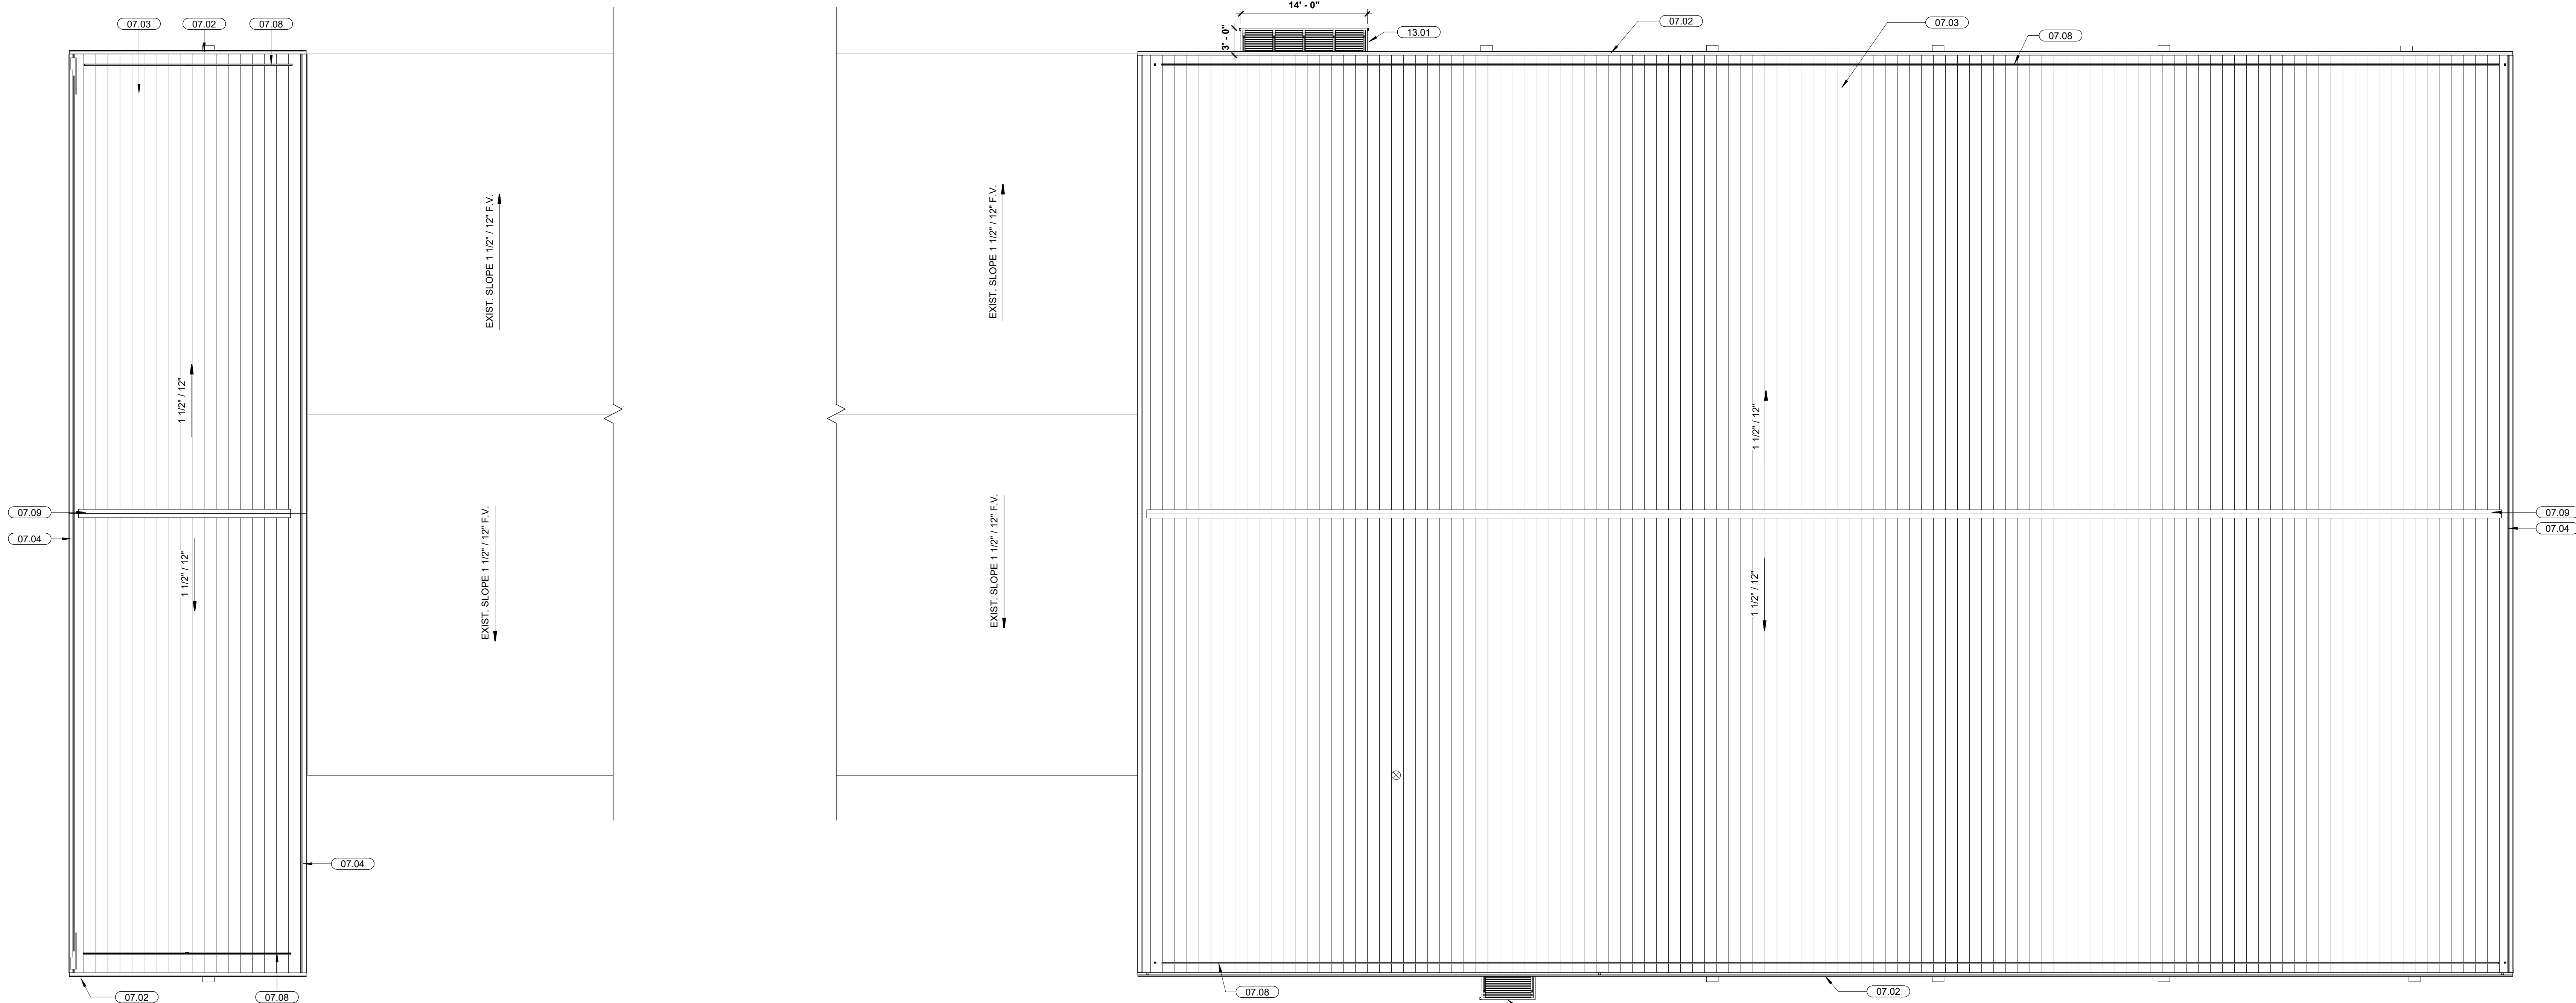 14' - 0"
07.03
07.02
07.08
07.02
07.03
13.01
3' - 0"
07.08
EXIST. SLOPE 1 1/2" / 12" F.V.
EXIST. SLOPE 1 1/2" / 12" F.V.
1 1/2" / 12"
1 1/2" / 12"
07.09
07.09
07.04
07.04
EXIST. SLOPE 1 1/2" / 12" F.V.
EXIST. SLOPE 1 1/2" / 12" F.V.
1 1/2" / 12"
1 1/2" / 12"
07.04
07.02
07.08
07.08
07.02